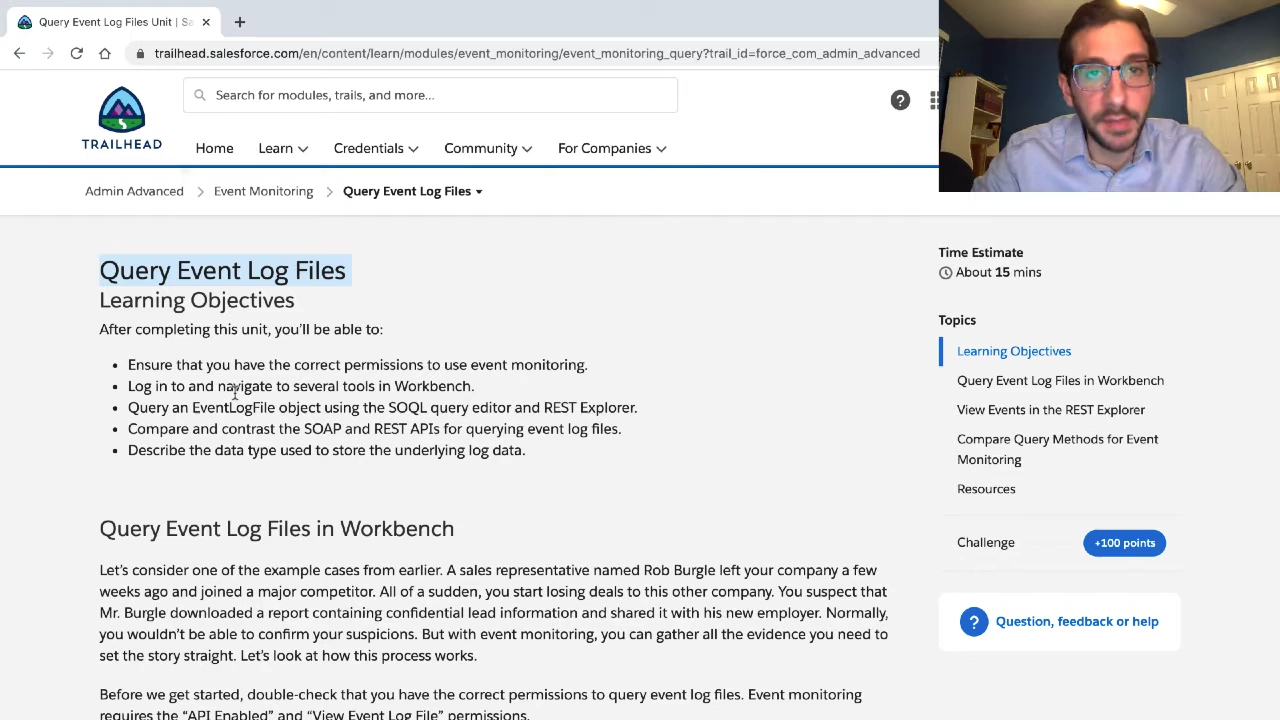 Query Event Log Files Unit | Sa
trailhead.salesforce.com/en/content/learn/modules/event_monitoring/event_monitoring_query?trail_id=force_com_admin_advanced
Search for modules, trails, and more...
TRAILHEAD
Home Learn Credentials Community For Companies
Admin Advanced Event Monitoring Query Event Log Files
Query Event Log Files
Learning Objectives
After completing this unit, you'll be able to:
• Ensure that you have the correct permissions to use event monitoring.
• Log in to and navigate to several tools in Workbench.
• Query an EventLogFile object using the SOQL query editor and REST Explorer.
• Compare and contrast the SOAP and REST APIs for querying event log files.
• Describe the data type used to store the underlying log data.
Query Event Log Files in Workbench
Let's consider one of the example cases from earlier. A sales representative named Rob Burgle left your company a few
weeks ago and joined a major competitor. All of a sudden, you start losing deals to this other company. You suspect that
Mr. Burgle downloaded a report containing confidential lead information and shared it with his new employer. Normally,
you wouldn't be able to confirm your suspicions. But with event monitoring, you can gather all the evidence you need to
set the story straight. Let's look at how this process works.
Before we get started, double-check that you have the correct permissions to query event log files. Event monitoring
requires the "API Enabled" and "View Event Log File" permissions.
Time Estimate
About 15 mins
Topics
Learning Objectives
Query Event Log Files in Workbench
View Events in the REST Explorer
Compare Query Methods for Event
Monitoring
Resources
Challenge +100 points
? Question, feedback or help